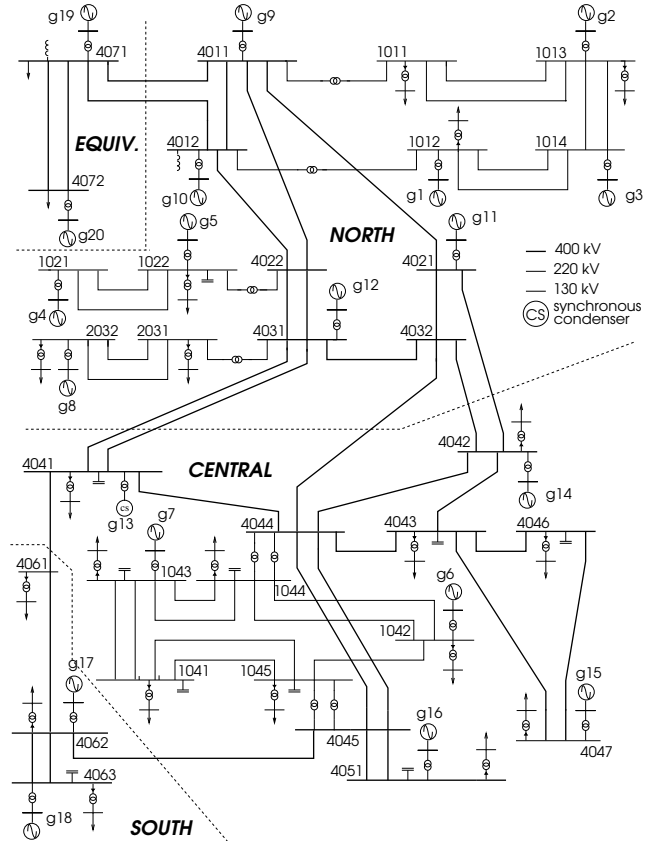 g19
g9
g2
4071
4011
1011
1013
EQUIV.
4012
1012
1014
4072
g10
g1
g3
g20
g5
NORTH
g11
1021
1022
4022
4021
400 kV
220 kV
130 kV
CS synchronous
condenser
g12
g4
2032
2031
4031
4032
g8
4042
4041
CENTRAL
cs
g13
g7
g14
4044
4043
4046
4061
1043
1044
g6
1042
g17
1041
1045
g15
g16
4062
4045
4047
4063
4051
g18
SOUTH